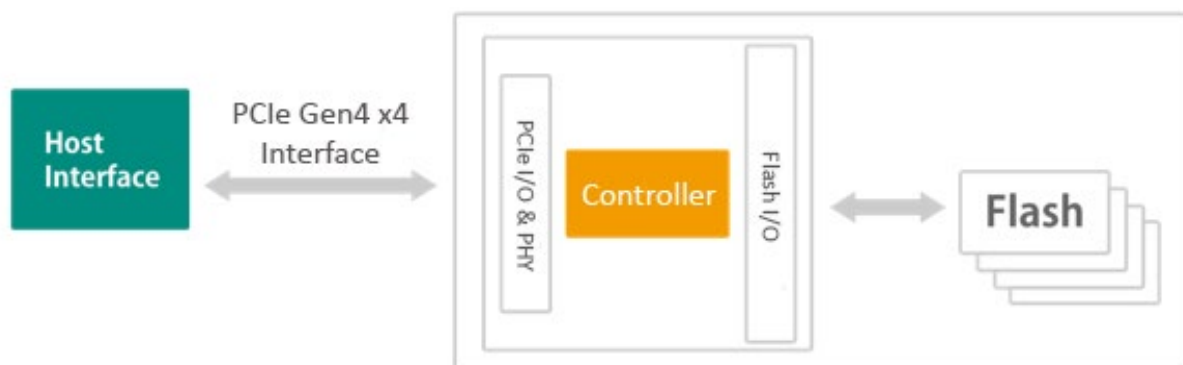 Host
Interface
PCIe Gen4 x4
Interface
PCIe I/O & PHY
Controller
Flash I/O
Flash